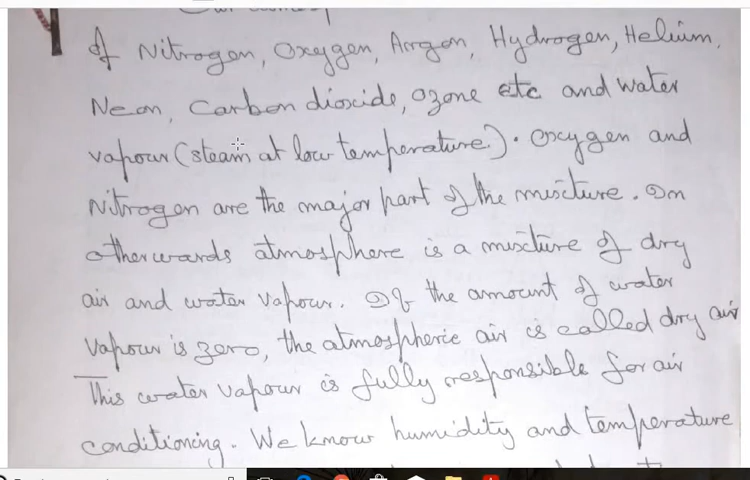 of Nitrogen, Oxygen, Argon, Hydrogen, Helium,
Neon, Carbon dioxide, ozone etc and water
vapour (steam at low temperature). Oxygen and
Nitrogen are the major part of the mixture. In
otherwords atmosphere is a mixture of dry
air and water vapour. If the amount of water
vapour is zero, the atmospheric air is called dry air
This water vapour is fully responsible for air
conditioning. We know humidity and temperature